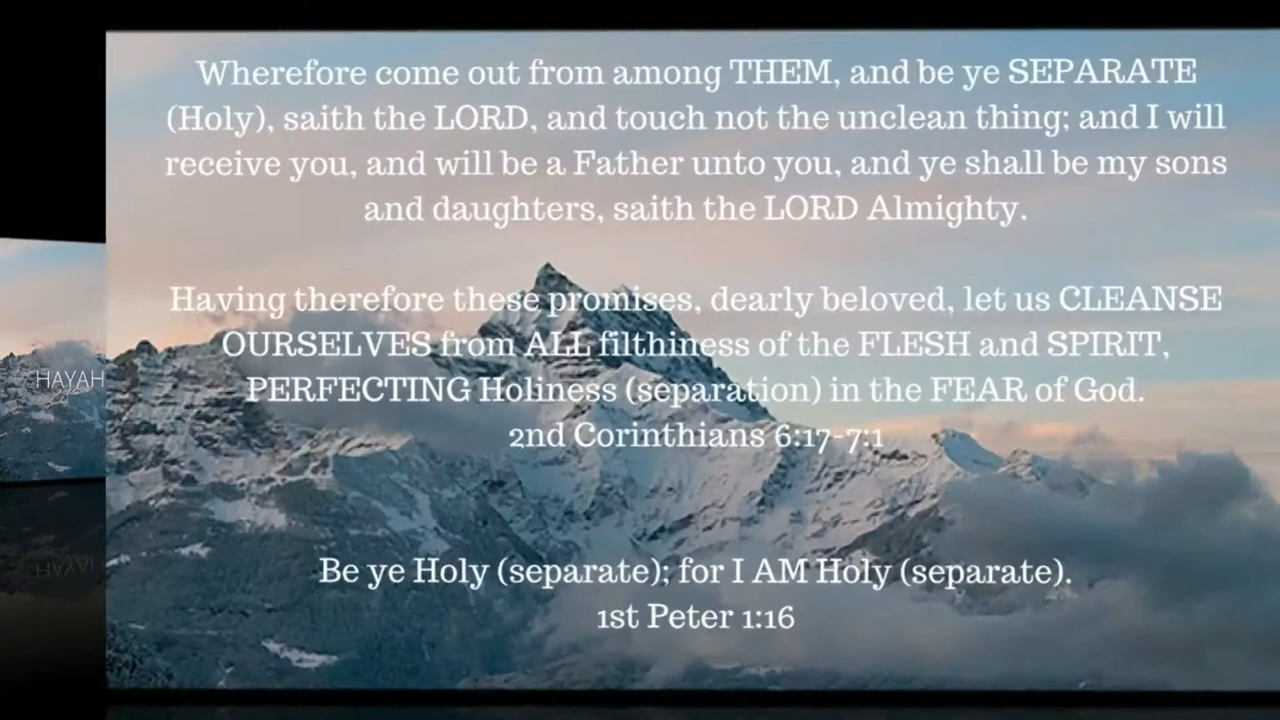 Wherefore come out from among THEM, and be ye SEPARATE
(Holy), saith the LORD, and touch not the unclean thing; and I will
receive you, and will be a Father unto you, and ye shall be my sons
and daughters, saith the LORD Almighty.
Having therefore these promises, dearly beloved, let us CLEANSE
OURSELVES from ALL filthiness of the FLESH and SPIRIT,
PERFECTING Holiness (separation) in the FEAR of God.
2nd Corinthians 6:17-7:1
HAYAH
Be ye Holy (separate); for I AM Holy (separate).
1st Peter 1:16